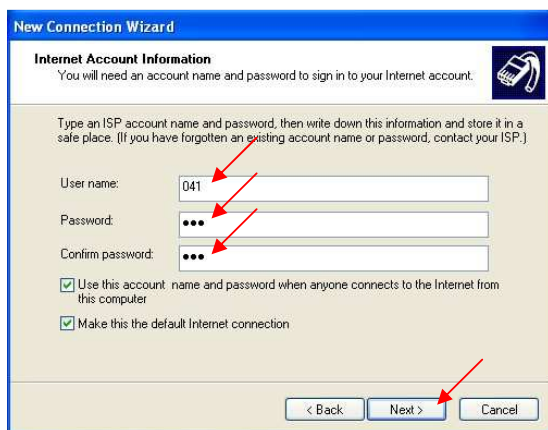 New Connection Wizard
Internet Account Information
You will need an account name and password to sign in to your Internet account.
Type an ISP account name and password, then write down this information and store it in a
safe place. (If you have forgotten an existing account name or password, contact your ISP.)
User name:
041
Password:
•••
Confirm password:
•••
Use this account name and password when anyone connects to the Internet from
this computer
Make this the default Internet connection
< Back
Next >
Cancel